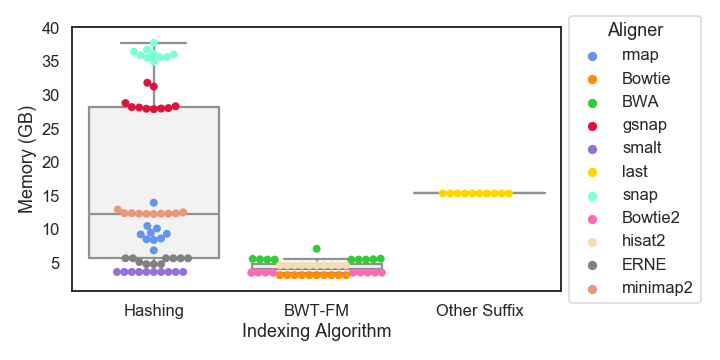 40
35
30
25
20
15
10
5
Memory (GB)
Hashing
BWT-FM
Other Suffix
Indexing Algorithm
Aligner
rmap
Bowtie
BWA
gsnap
smalt
last
snap
Bowtie2
hisat2
ERNE
minimap2